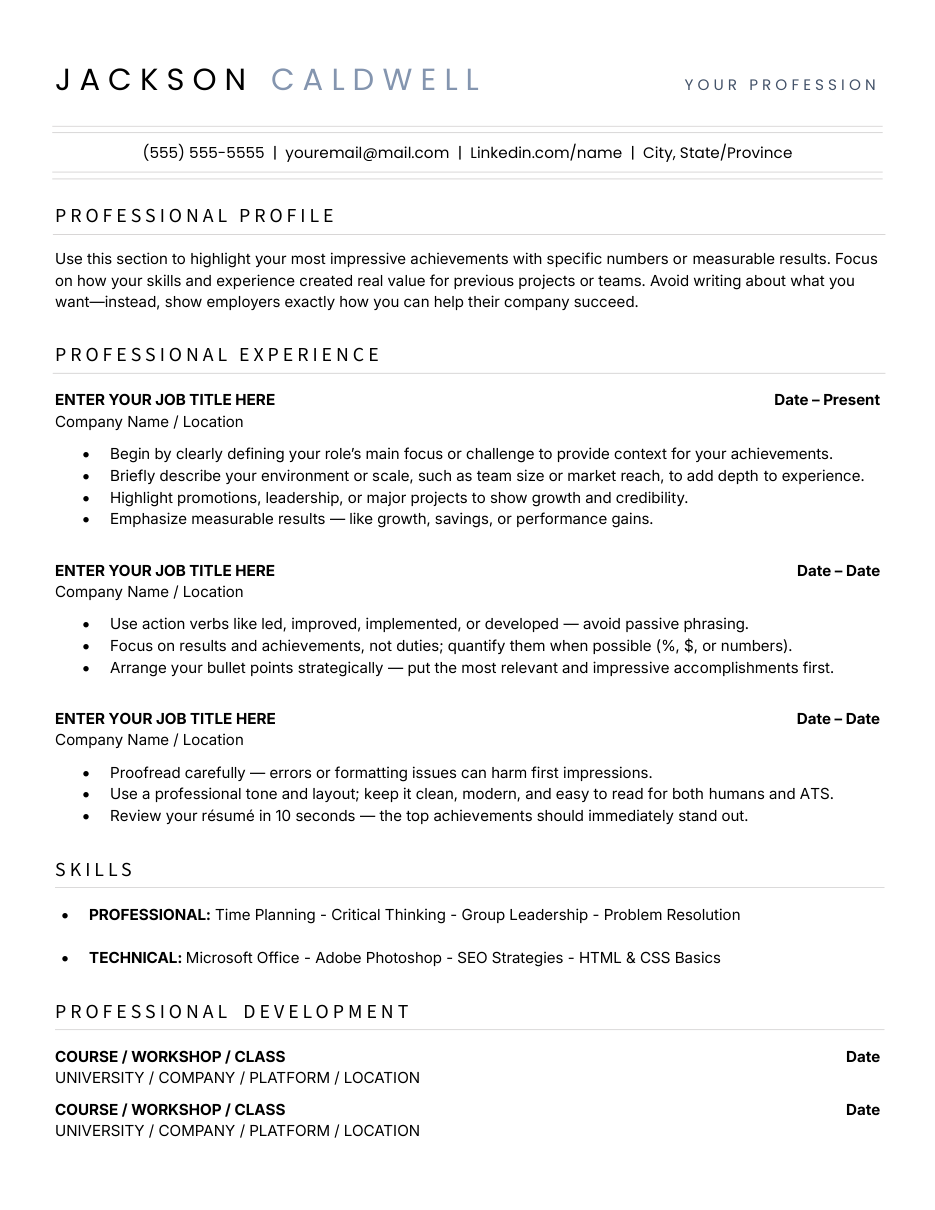 JACKSON CALDWELL YOUR PROFESSION
(555) 555-5555 | youremail@mail.com | Linkedin.com/name | City, State/Province
PROFESSIONAL PROFILE
Use this section to highlight your most impressive achievements with specific numbers or measurable results. Focus
on how your skills and experience created real value for previous projects or teams. Avoid writing about what you
want—instead, show employers exactly how you can help their company succeed.
PROFESSIONAL EXPERIENCE
ENTER YOUR JOB TITLE HERE Date – Present
Company Name / Location
• Begin by clearly defining your role’s main focus or challenge to provide context for your achievements.
• Briefly describe your environment or scale, such as team size or market reach, to add depth to experience.
• Highlight promotions, leadership, or major projects to show growth and credibility.
• Emphasize measurable results — like growth, savings, or performance gains.
ENTER YOUR JOB TITLE HERE Date – Date
Company Name / Location
• Use action verbs like led, improved, implemented, or developed — avoid passive phrasing.
• Focus on results and achievements, not duties; quantify them when possible (%, $, or numbers).
• Arrange your bullet points strategically — put the most relevant and impressive accomplishments first.
ENTER YOUR JOB TITLE HERE Date – Date
Company Name / Location
• Proofread carefully — errors or formatting issues can harm first impressions.
• Use a professional tone and layout; keep it clean, modern, and easy to read for both humans and ATS.
• Review your résumé in 10 seconds — the top achievements should immediately stand out.
SKILLS
• PROFESSIONAL: Time Planning - Critical Thinking - Group Leadership - Problem Resolution
• TECHNICAL: Microsoft Office - Adobe Photoshop - SEO Strategies - HTML & CSS Basics
PROFESSIONAL DEVELOPMENT
COURSE / WORKSHOP / CLASS Date
UNIVERSITY / COMPANY / PLATFORM / LOCATION
COURSE / WORKSHOP / CLASS Date
UNIVERSITY / COMPANY / PLATFORM / LOCATION